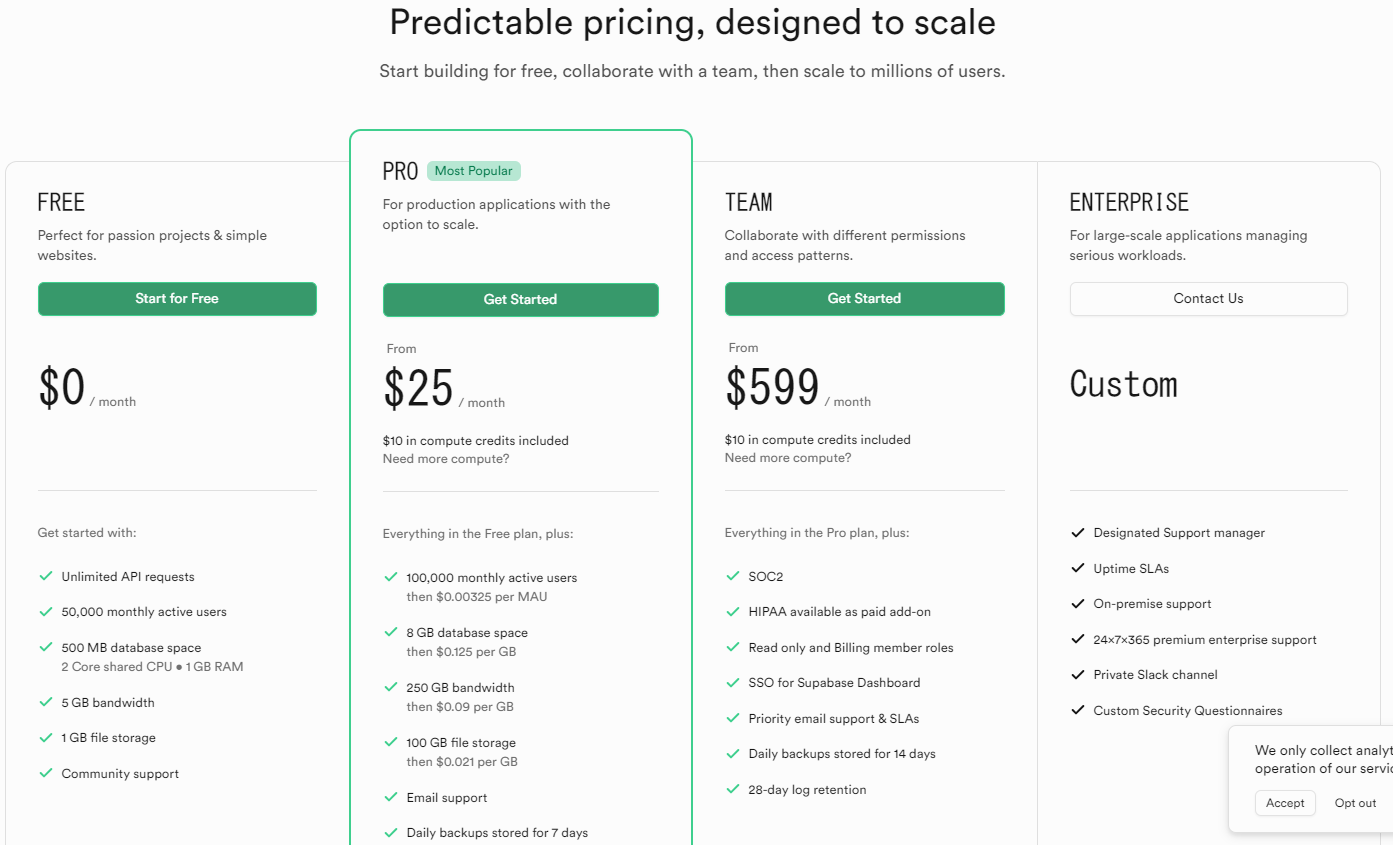 Predictable pricing, designed to scale
Start building for free, collaborate with a team, then scale to millions of users.
FREE
Perfect for passion projects & simple
websites.
Start for Free
$0 / month
Get started with:
Unlimited API requests
50,000 monthly active users
500 MB database space
2 Core shared CPU • 1 GB RAM
5 GB bandwidth
1 GB file storage
Community support
PRO Most Popular
For production applications with the
option to scale.
Get Started
From
$25 / month
$10 in compute credits included
Need more compute?
Everything in the Free plan, plus:
100,000 monthly active users
then $0.00325 per MAU
8 GB database space
then $0.125 per GB
250 GB bandwidth
then $0.09 per GB
100 GB file storage
then $0.021 per GB
Email support
Daily backups stored for 7 days
TEAM
Collaborate with different permissions
and access patterns.
Get Started
From
$599 / month
$10 in compute credits included
Need more compute?
Everything in the Pro plan, plus:
SOC2
HIPAA available as paid add-on
Read only and Billing member roles
SSO for Supabase Dashboard
Priority email support & SLAs
Daily backups stored for 14 days
28-day log retention
ENTERPRISE
For large-scale applications managing
serious workloads.
Contact Us
Custom
Designated Support manager
Uptime SLAs
On-premise support
24×7×365 premium enterprise support
Private Slack channel
Custom Security Questionnaires
We only collect analyt
operation of our servic
Accept Opt out